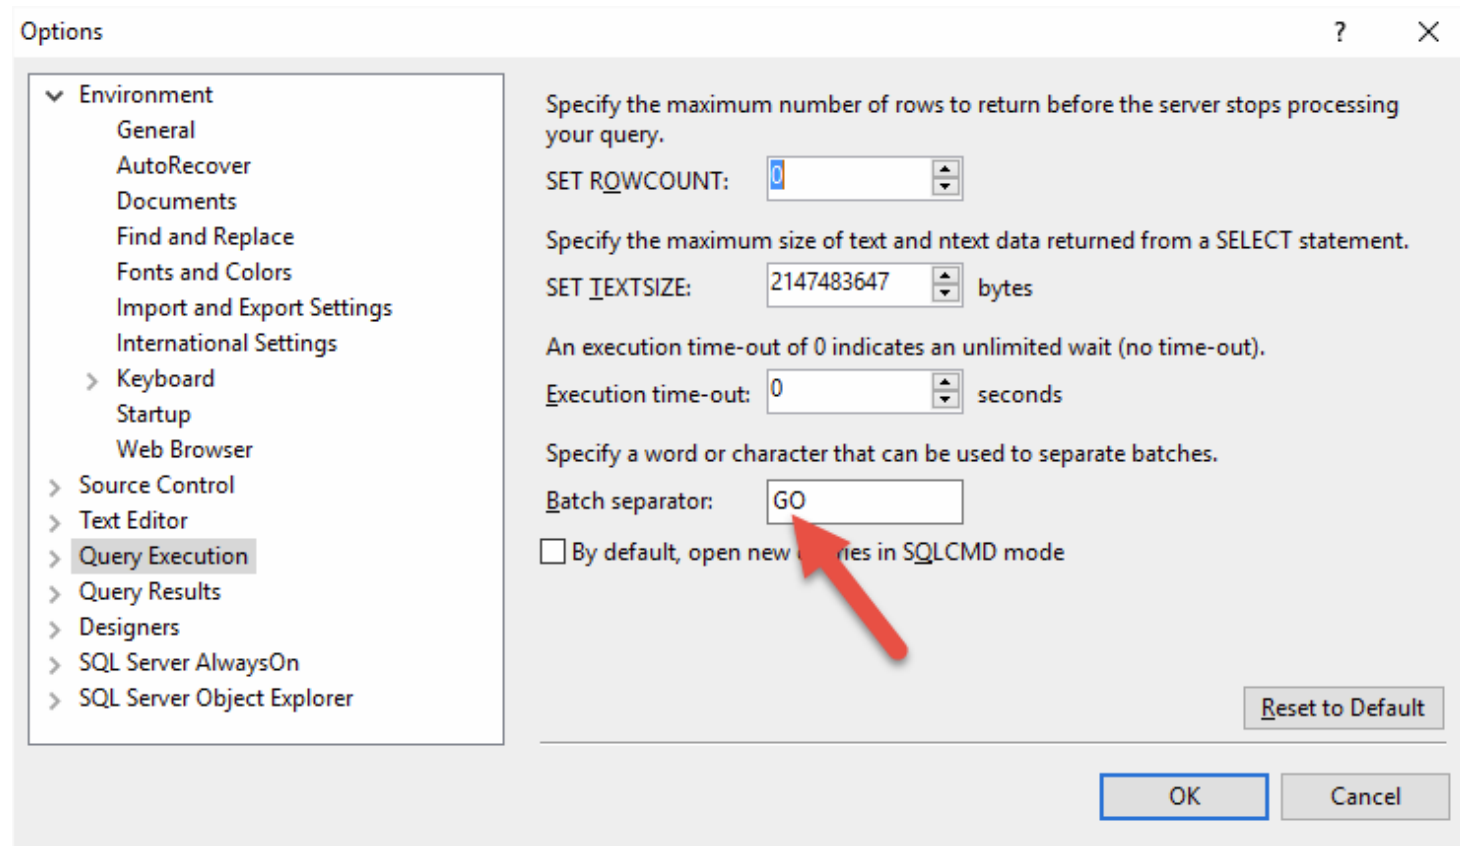 Options
Environment
General
AutoRecover
Documents
Find and Replace
Fonts and Colors
Import and Export Settings
International Settings
Keyboard
Startup
Web Browser
Source Control
Text Editor
Query Execution
Query Results
Designers
SQL Server AlwaysOn
SQL Server Object Explorer
Specify the maximum number of rows to return before the server stops processing
your query.
SET ROWCOUNT: 0
Specify the maximum size of text and ntext data returned from a SELECT statement.
SET TEXTSIZE: 2147483647 bytes
An execution time-out of 0 indicates an unlimited wait (no time-out).
Execution time-out: 0 seconds
Specify a word or character that can be used to separate batches.
Batch separator: GO
By default, open new in SQLCMD mode
Reset to Default
OK Cancel